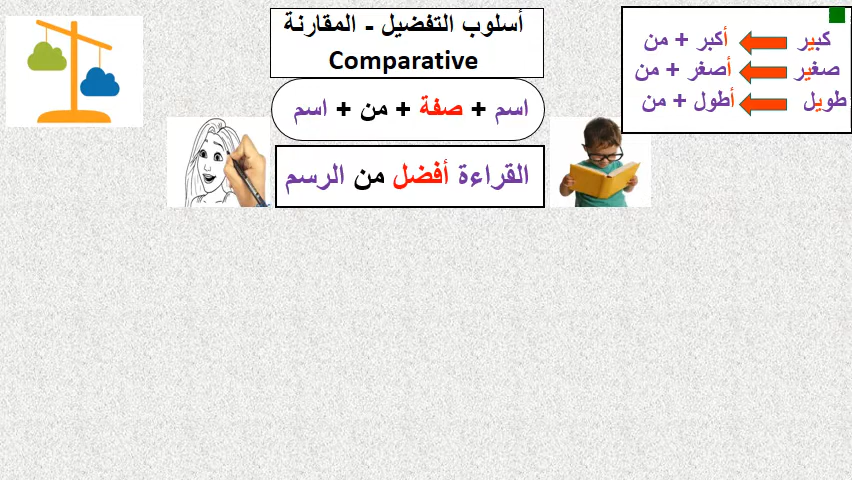 أسلوب التفضيل - المقارنة
Comparative
اسم + صفة + من + اسم
القراءة أفضل من الرسم
كبير أكبر + من
صغير أصغر + من
طويل أطول + من